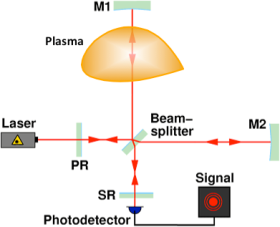 M1
Plasma
Laser
Beam–
splitter
M2
PR
Signal
SR
Photodetector